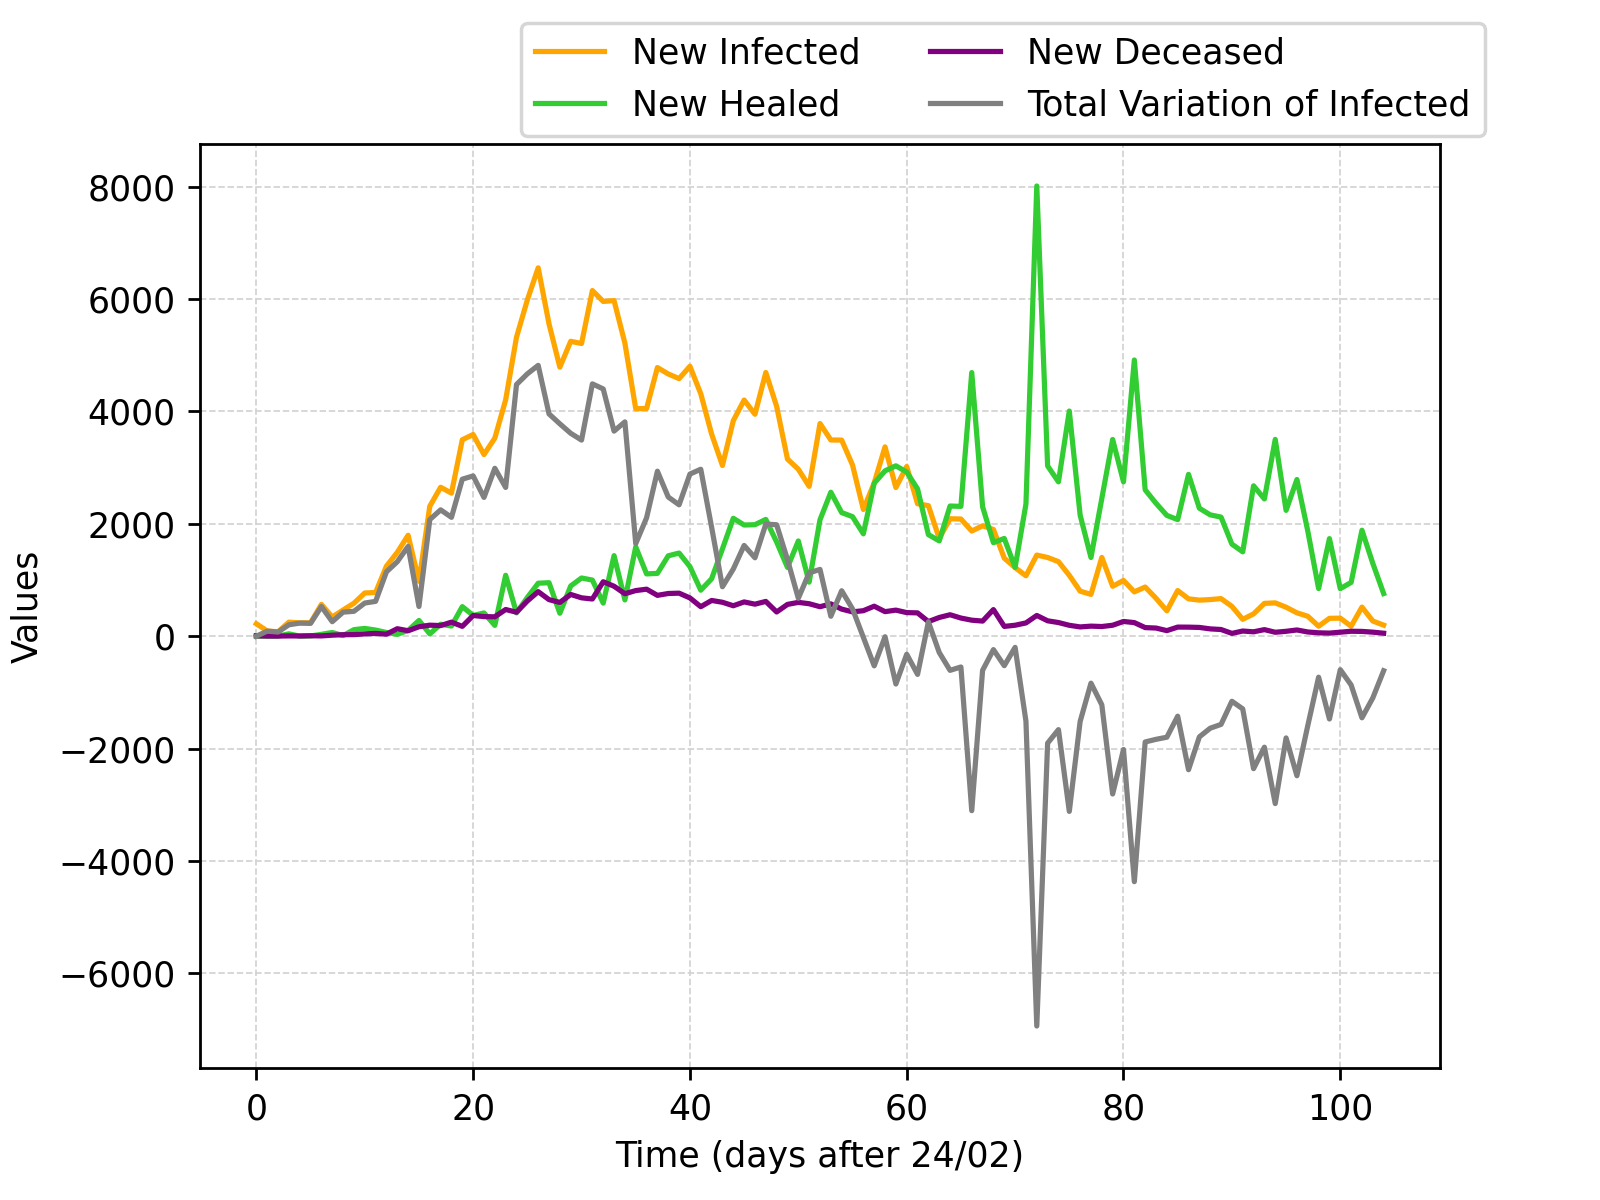 New Infected
New Healed
New Deceased
Total Variation of Infected
8000
6000
4000
2000
0
−2000
−4000
−6000
Values
0 20 40 60 80 100
Time (days after 24/02)